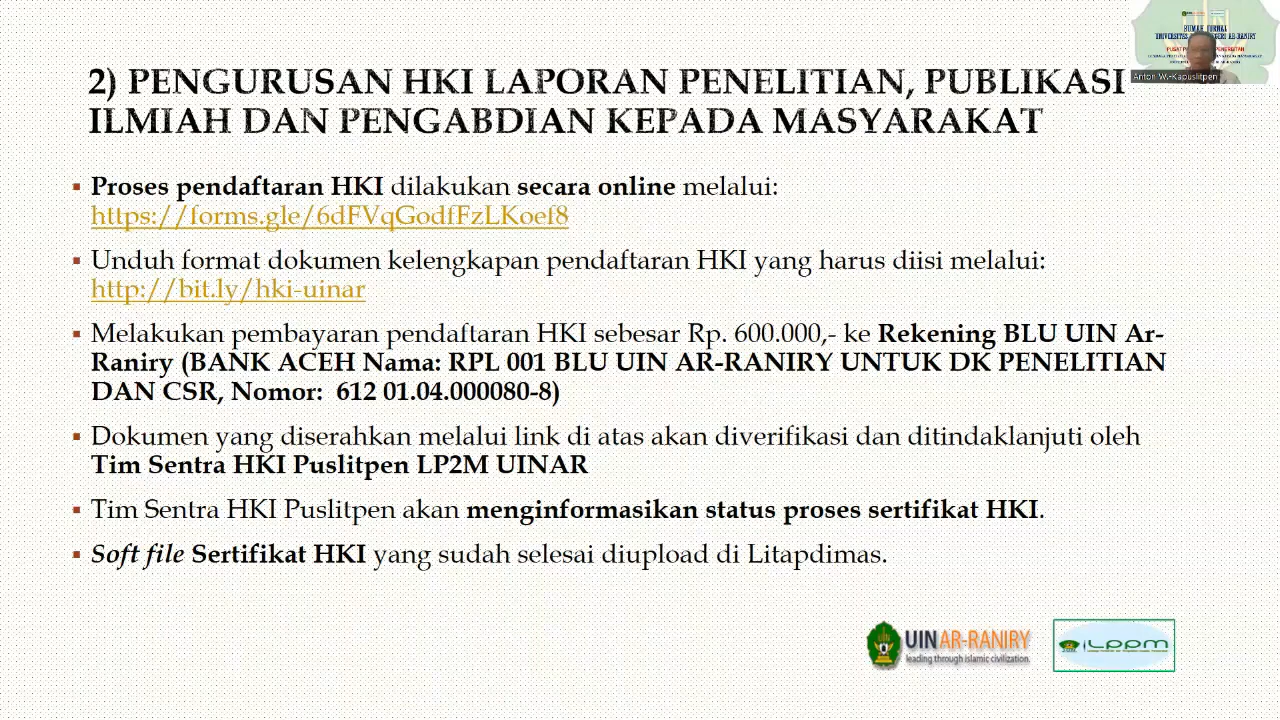 2) PENGURUSAN HKI LAPORAN PENELITIAN, PUBLIKASI
ILMIAH DAN PENGABDIAN KEPADA MASYARAKAT
Anton W.-Kapuslitpen
▪ Proses pendaftaran HKI dilakukan secara online melalui:
https://forms.gle/6dFVqGodfFzLKoef8
▪ Unduh format dokumen kelengkapan pendaftaran HKI yang harus diisi melalui:
http://bit.ly/hki-uinar
▪ Melakukan pembayaran pendaftaran HKI sebesar Rp. 600.000,- ke Rekening BLU UIN Ar-
Raniry (BANK ACEH Nama: RPL 001 BLU UIN AR-RANIRY UNTUK DK PENELITIAN
DAN CSR, Nomor:  612 01.04.000080-8)
▪ Dokumen yang diserahkan melalui link di atas akan diverifikasi dan ditindaklanjuti oleh
Tim Sentra HKI Puslitpen LP2M UINAR
▪ Tim Sentra HKI Puslitpen akan menginformasikan status proses sertifikat HKI.
▪ Soft file Sertifikat HKI yang sudah selesai diupload di Litapdimas.
UIN AR-RANIRY
leading through islamic civilization.
LPPM